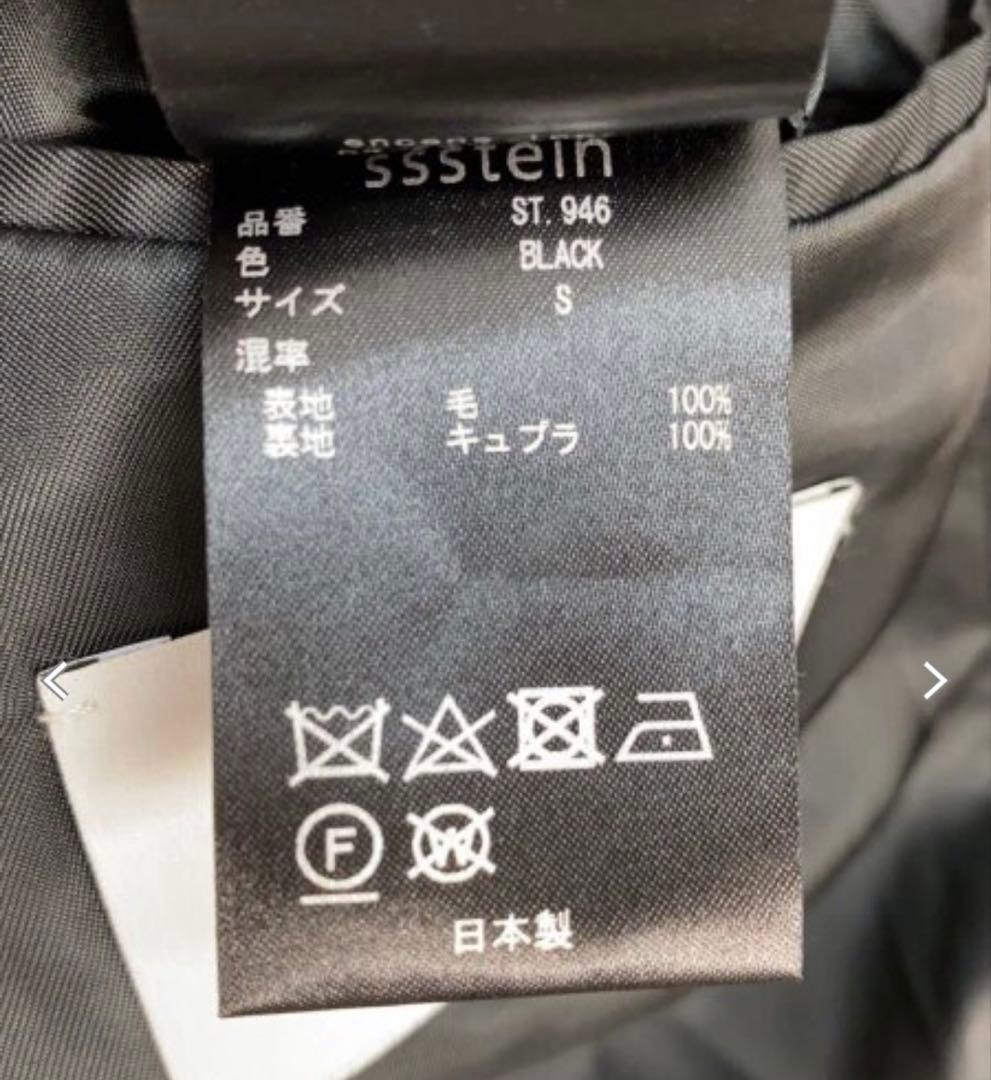 ssstein
品番 ST. 946
色 BLACK
サイズ S
混率
表地 毛 100%
裏地 キュプラ 100%
F W
日本製